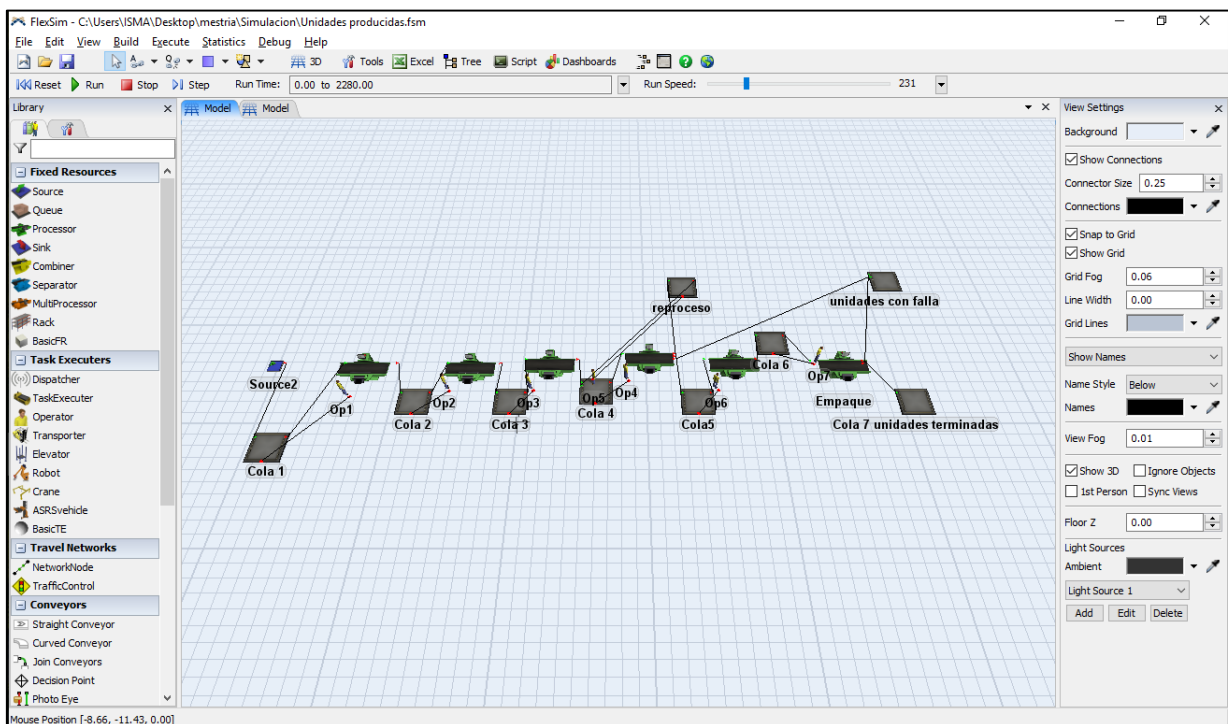 FlexSim - C:\Users\ISMA\Desktop\mestria\Simulacion\Unidades producidas.fsm
File Edit View Build Execute Statistics Debug Help
3D Tools Excel Tree Script Dashboards
Reset Run Stop Step Run Time: 0.00 to 2280.00 Run Speed: 231
Library
Model Model
View Settings
Fixed Resources
Source
Queue
Processor
Sink
Combiner
Separator
MultiProcessor
Rack
BasicFR
Task Executers
Dispatcher
TaskExecuter
Operator
Transporter
Elevator
Robot
Crane
ASRSvehicle
BasicTE
Travel Networks
NetworkNode
TrafficControl
Conveyors
Straight Conveyor
Curved Conveyor
Join Conveyors
Decision Point
Photo Eye
unidades con falla
reproceso
Source2
Cola 6
Op1
Op2
Op3
Op5
Op4
Op6
Op7
Empaque
Cola 1
Cola 2
Cola 3
Cola 4
Cola5
Cola 7 unidades terminadas
Background
Show Connections
Connector Size 0.25
Connections
Snap to Grid
Show Grid
Grid Fog 0.06
Line Width 0.00
Grid Lines
Show Names
Name Style Below
Names
View Fog 0.01
Show 3D Ignore Objects
1st Person Sync Views
Floor Z 0.00
Light Sources
Ambient
Light Source 1
Add Edit Delete
Mouse Position [-8.66, -11.43, 0.00]